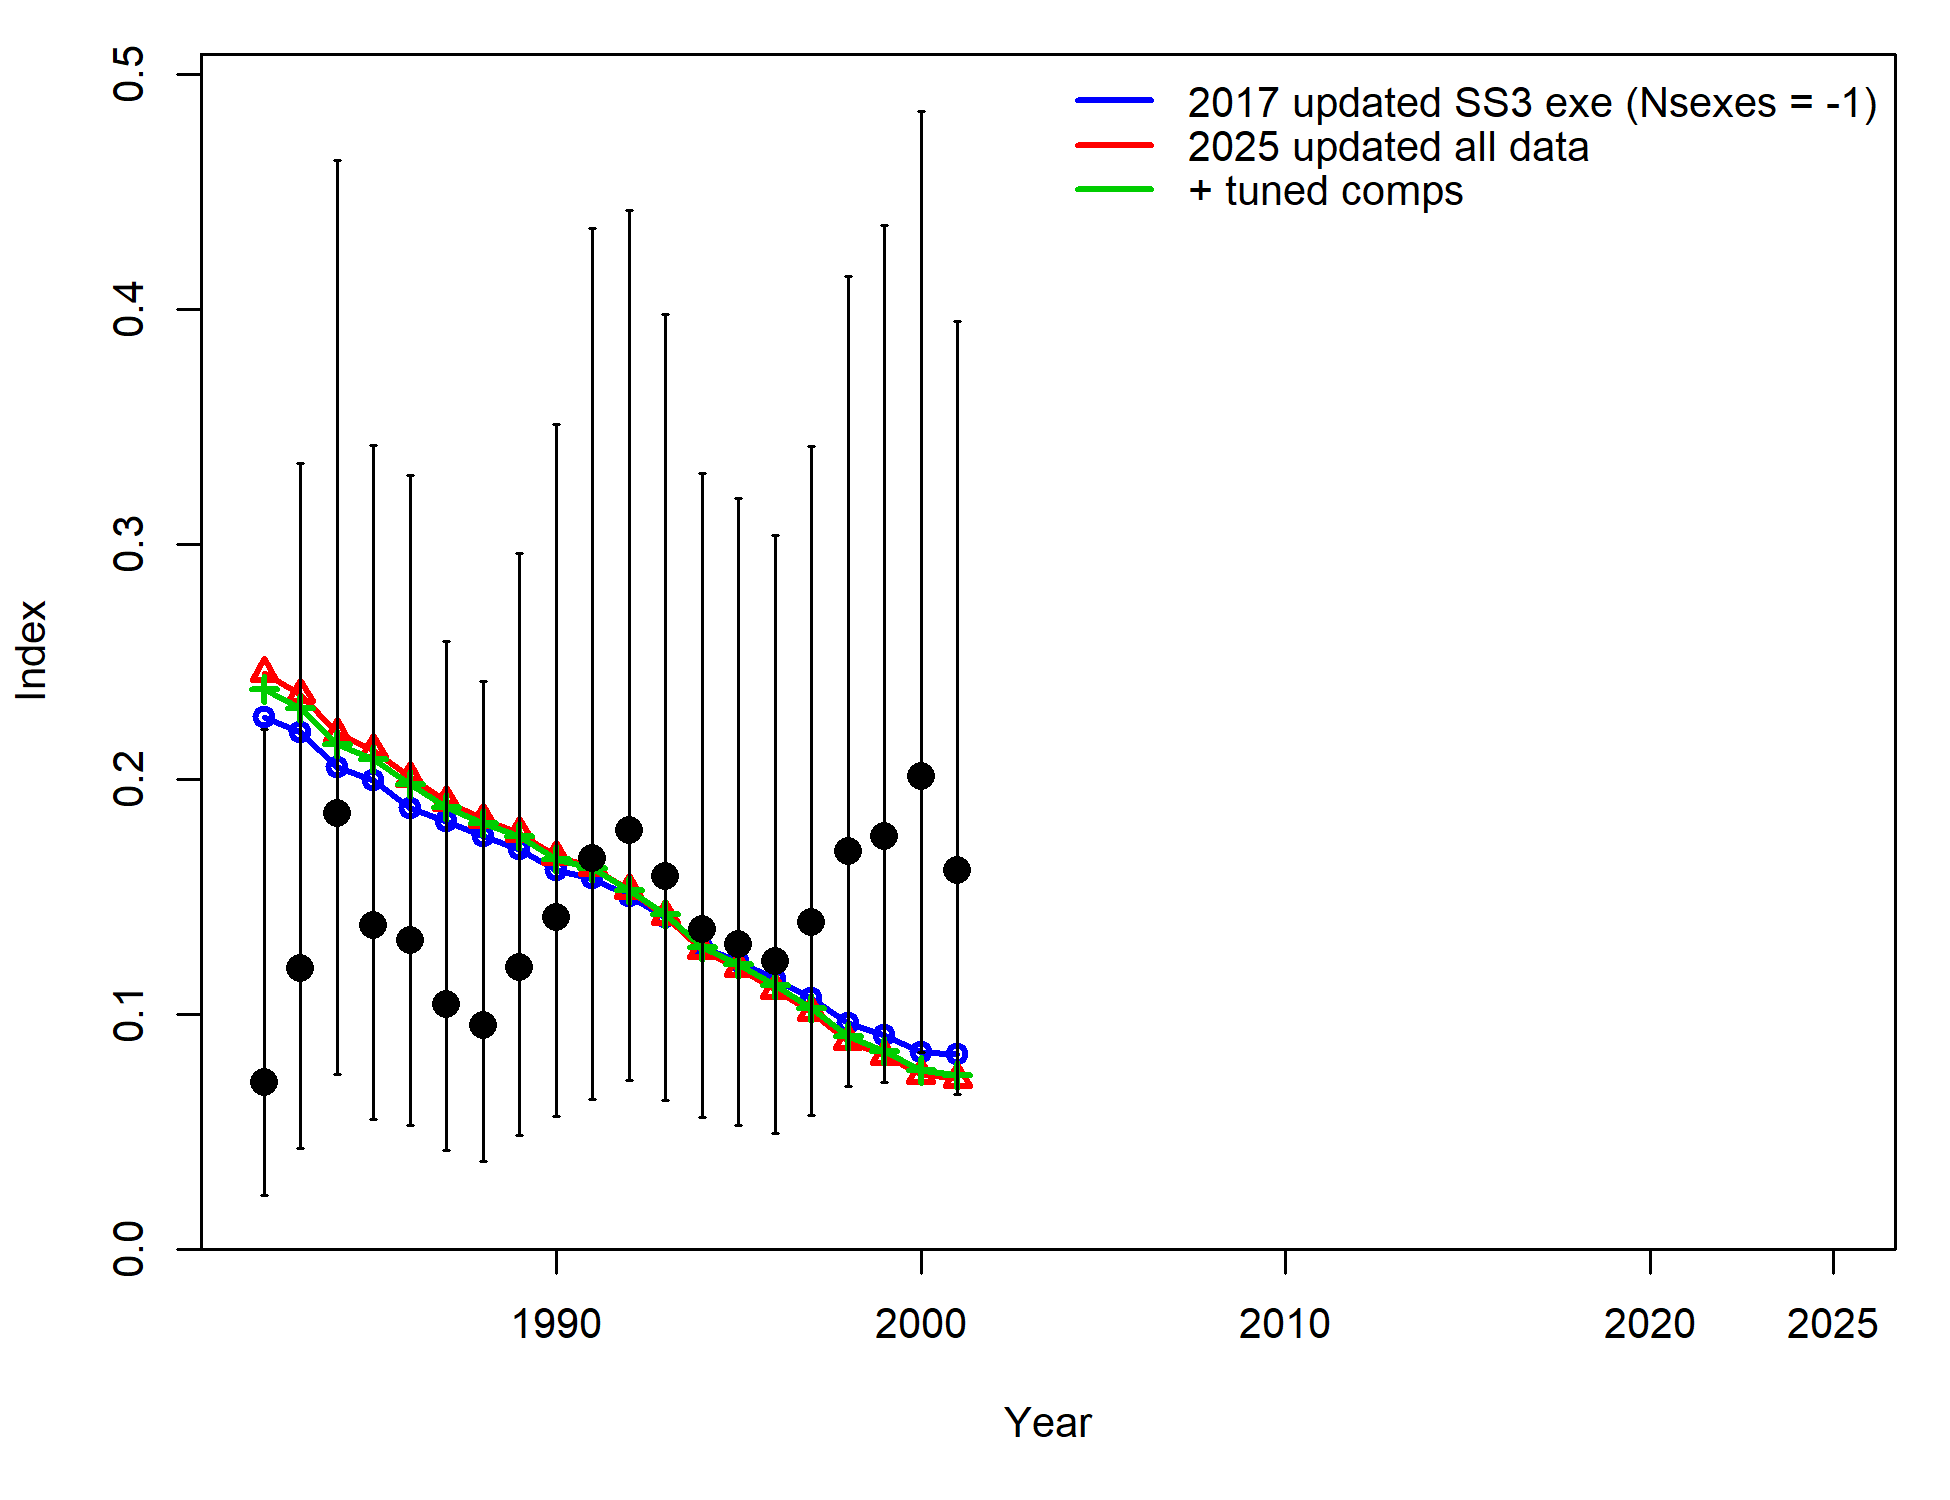 2017 updated SS3 exe (Nsexes = -1)
2025 updated all data
+ tuned comps
0.5
0.4
0.3
0.2
0.1
0.0
Index
1990 2000 2010 2020 2025
Year